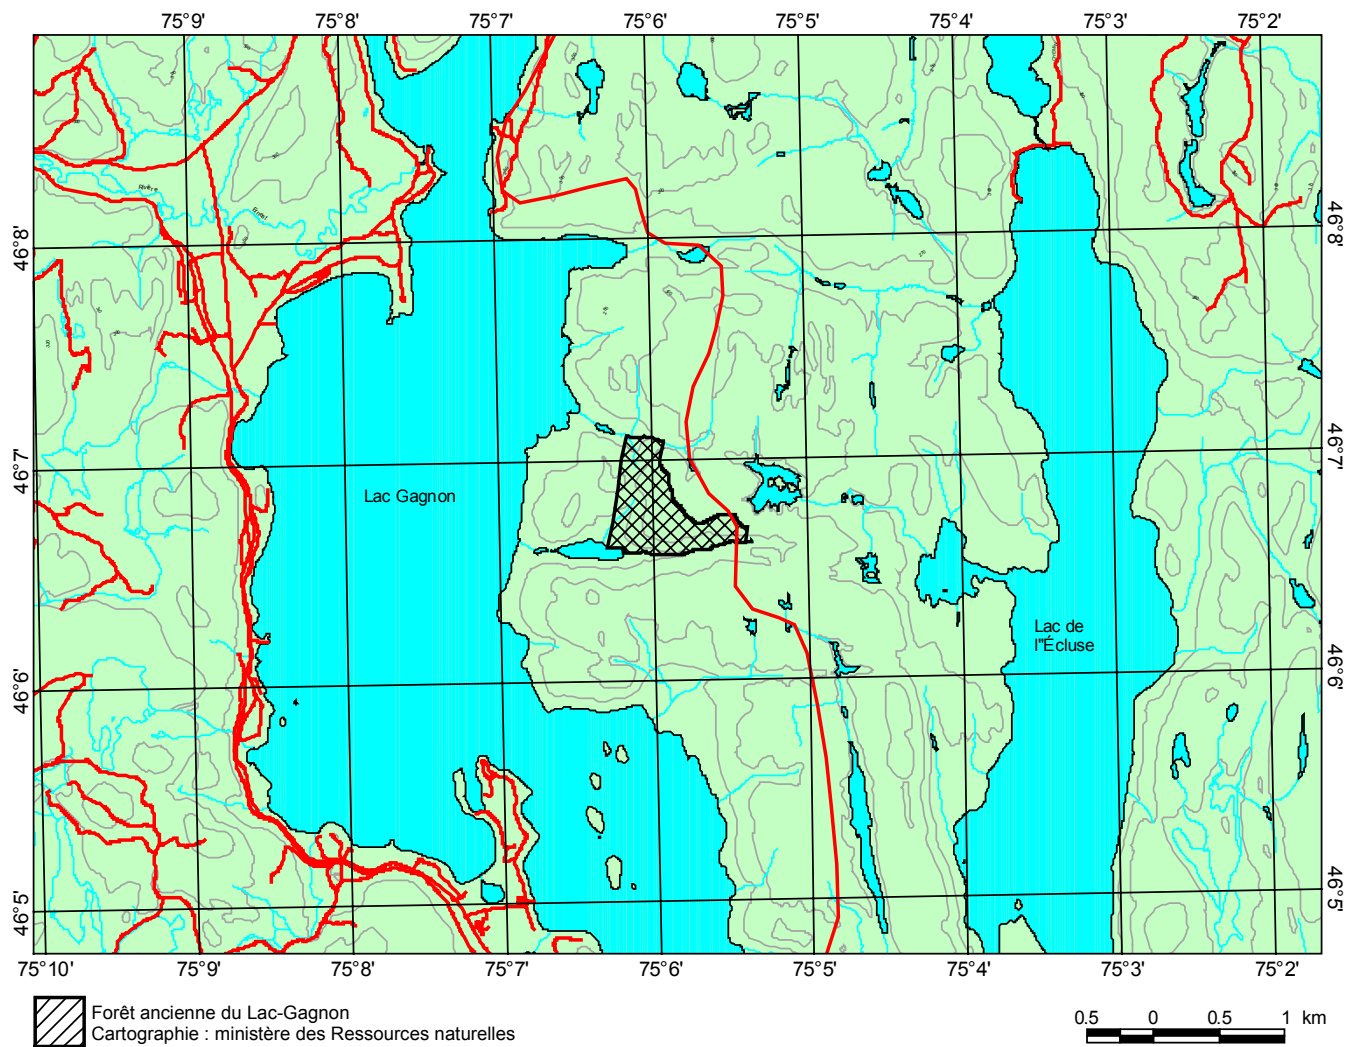 75°9' 75°8' 75°7' 75°6' 75°5' 75°4' 75°3' 75°2'
Rivière
46°8' 46°8'
46°7' 46°7'
Lac Gagnon
Lac de
l"Écluse
46°6' 46°6'
46°5' 46°5'
75°10' 75°9' 75°8' 75°7' 75°6' 75°5' 75°4' 75°3' 75°2'
Forêt ancienne du Lac-Gagnon
Cartographie : ministère des Ressources naturelles
0.5 0 0.5 1 km